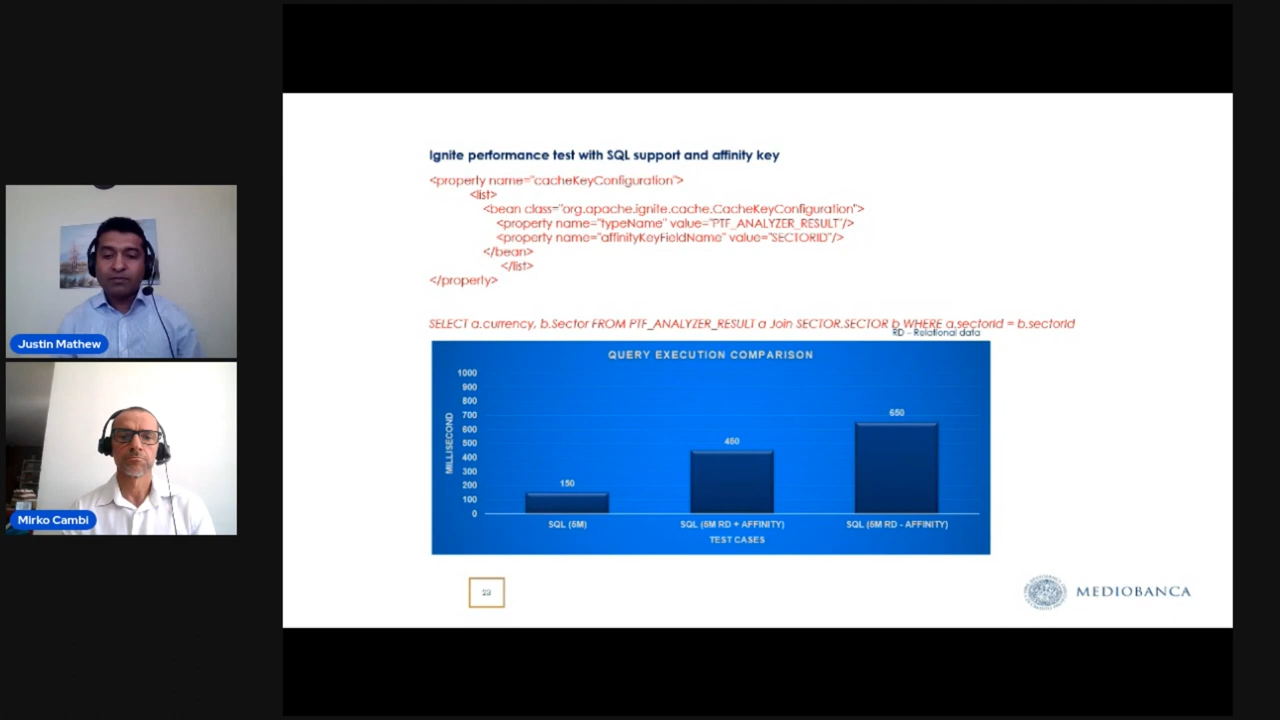 Ignite performance test with SQL support and affinity key
<property name="cacheKeyConfiguration">
<list>
<bean class="org.apache.ignite.cache.CacheKeyConfiguration">
<property name="typeName" value="PTF_ANALYZER_RESULT"/>
<property name="affinityKeyFieldName" value="SECTORID"/>
</bean>
</list>
</property>
SELECT a.currency, b.Sector FROM PTF_ANALYZER_RESULT a Join SECTOR.SECTOR b WHERE a.sectorId = b.sectorId
RD - Relational data
QUERY EXECUTION COMPARISON
MILLISECOND
1000
900
800
700
600
500
400
300
200
100
0
150
450
650
SQL (5M)
SQL (5M RD + AFFINITY)
SQL (5M RD - AFFINITY)
TEST CASES
23
MEDIOBANCA
Justin Mathew
Mirko Cambi